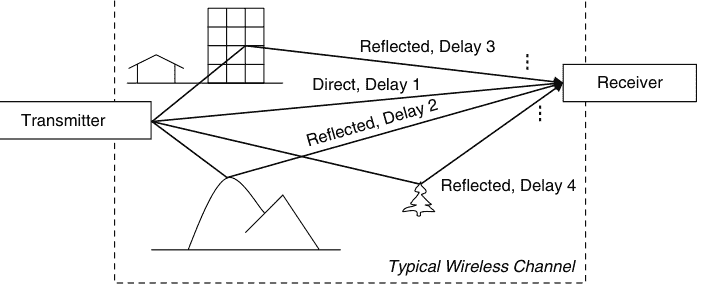 Reflected, Delay 3
Direct, Delay 1
Receiver
Transmitter
Reflected, Delay 2
Reflected, Delay 4
Typical Wireless Channel